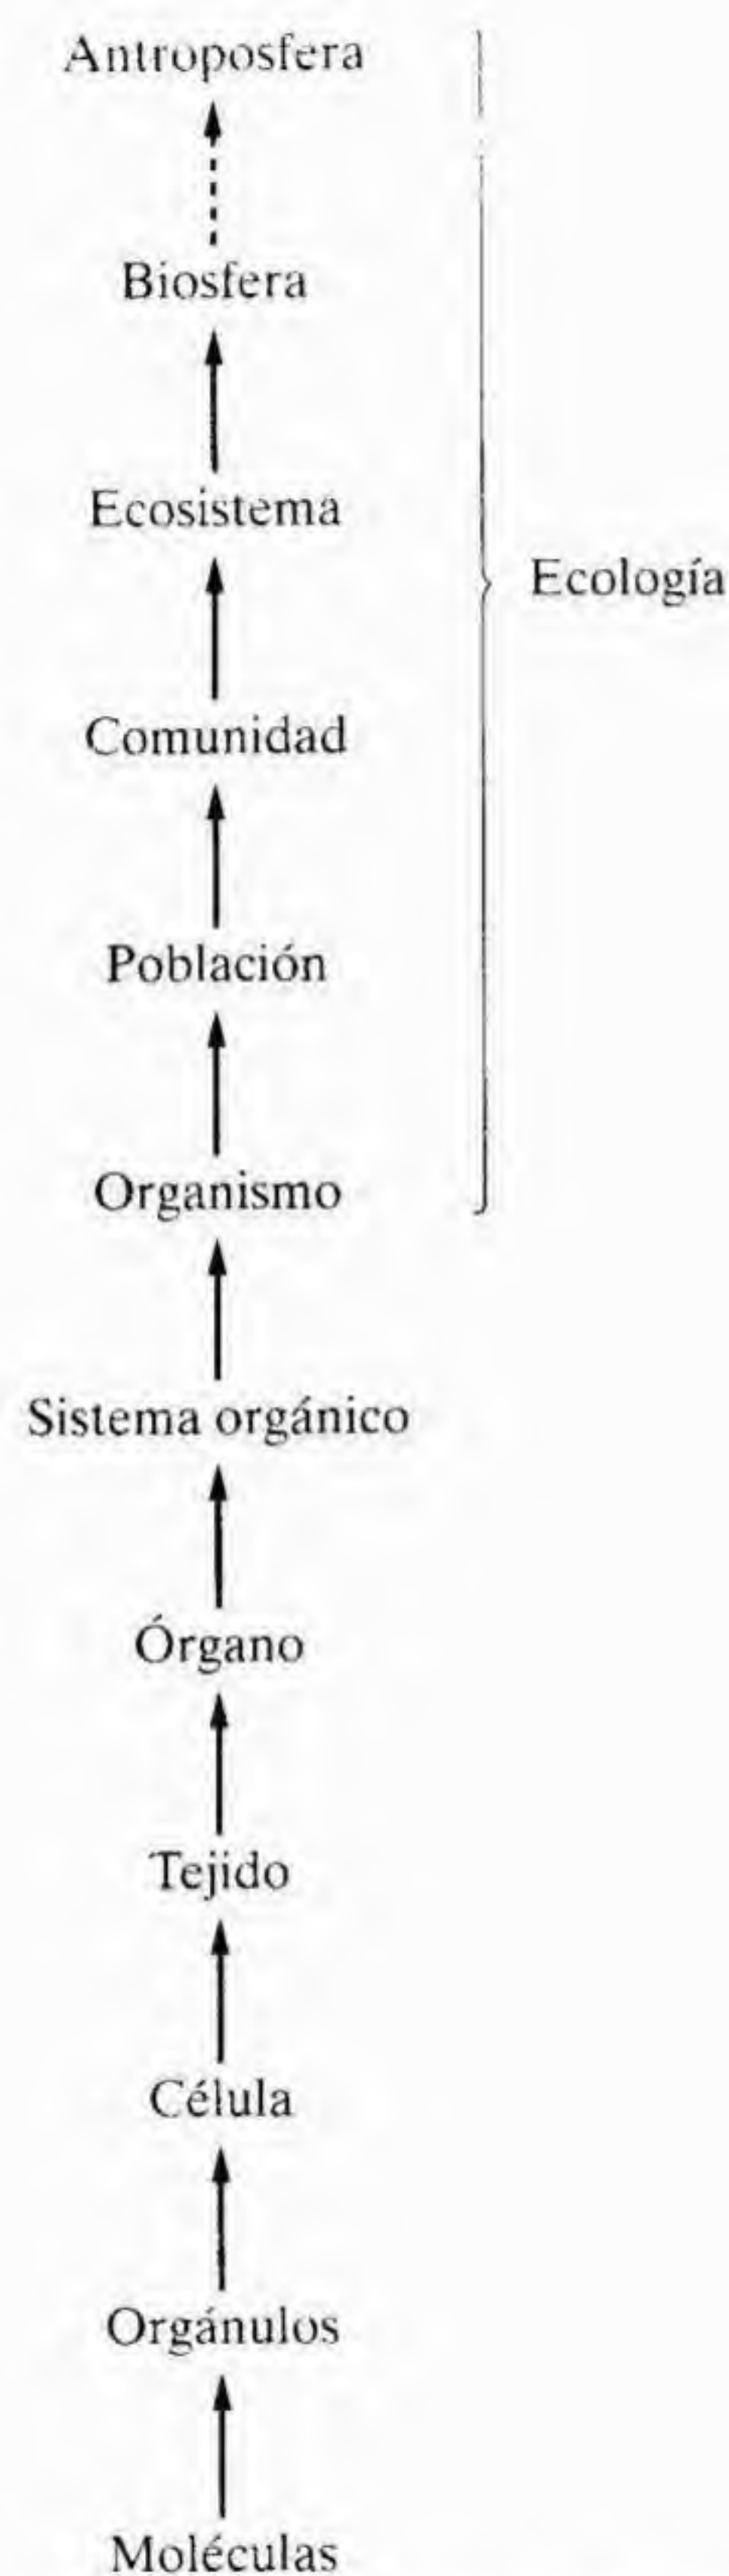 Antroposfera
Biosfera
Ecosistema
Ecología
Comunidad
Población
Organismo
Sistema orgánico
Órgano
Tejido
Célula
Orgánulos
Moléculas